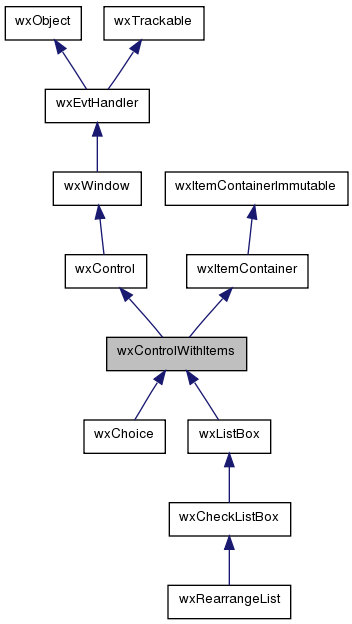 wxObject
wxTrackable
wxEvtHandler
wxWindow
wxItemContainerImmutable
wxControl
wxItemContainer
wxControlWithItems
wxChoice
wxListBox
wxCheckListBox
wxRearrangeList